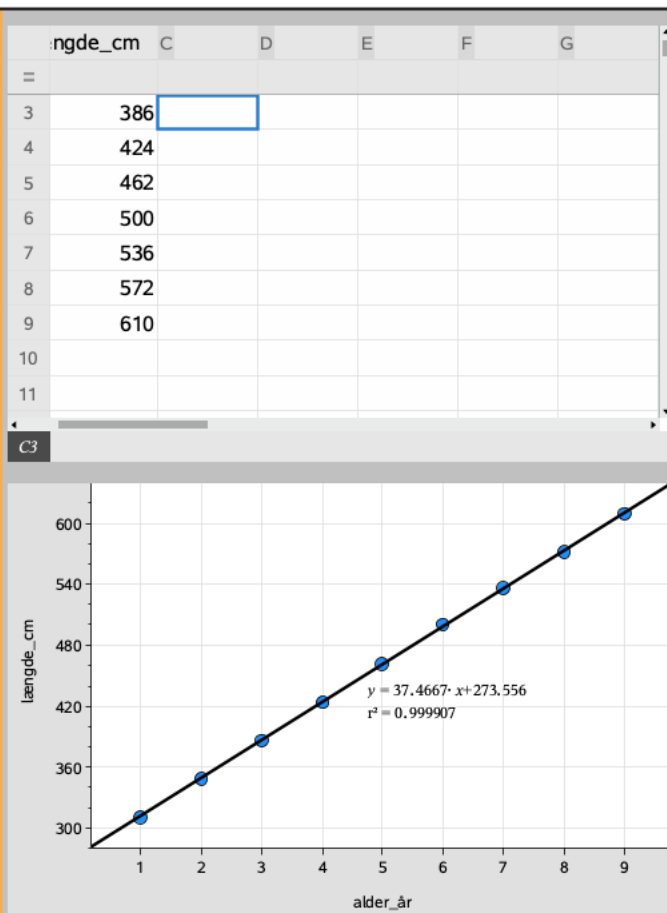 ngde_cm C D E F G
=
3 386
4 424
5 462
6 500
7 536
8 572
9 610
10
11
C3
600
540
480
420
360
300
længde_cm
y = 37.4667· x+273.556
r² = 0.999907
1 2 3 4 5 6 7 8 9
alder_år